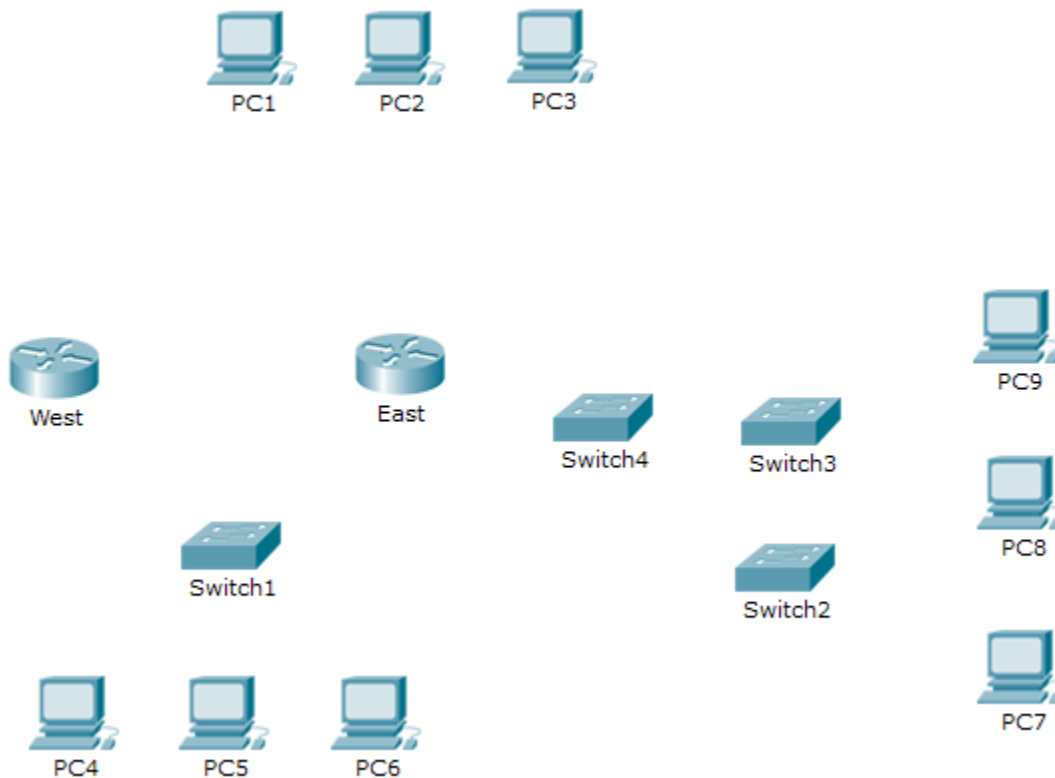 PC1
PC2
PC3
West
East
PC9
Switch4
Switch3
PC8
Switch1
Switch2
PC7
PC4
PC5
PC6